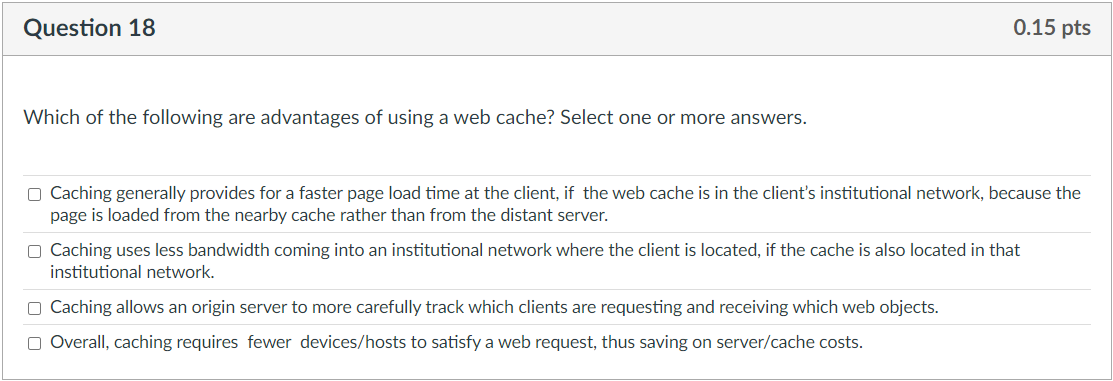 Question 18
0.15 pts
Which of the following are advantages of using a web cache? Select one or more answers.
Caching generally provides for a faster page load time at the client, if  the web cache is in the client's institutional network, because the
page is loaded from the nearby cache rather than from the distant server.
Caching uses less bandwidth coming into an institutional network where the client is located, if the cache is also located in that
institutional network.
Caching allows an origin server to more carefully track which clients are requesting and receiving which web objects.
Overall, caching requires  fewer  devices/hosts to satisfy a web request, thus saving on server/cache costs.